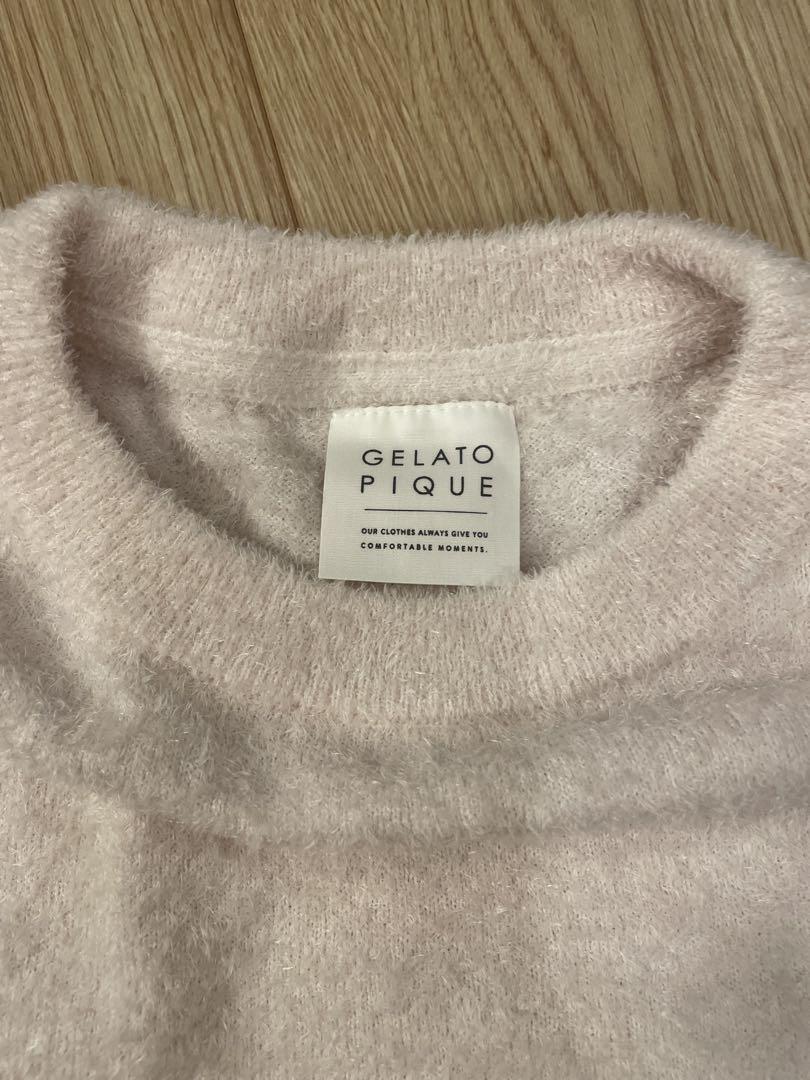 GELATO
PIQUE
OUR CLOTHES ALWAYS GIVE YOU
COMFORTABLE MOMENTS.